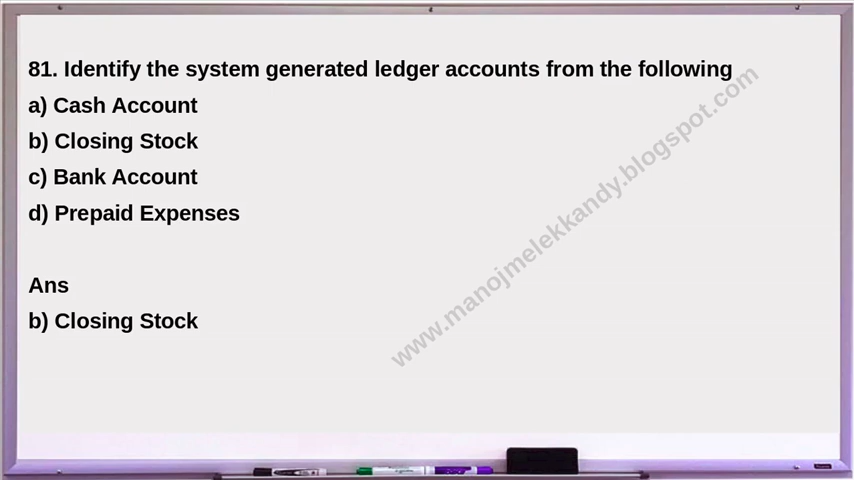 81. Identify the system generated ledger accounts from the following
a) Cash Account
b) Closing Stock
c) Bank Account
d) Prepaid Expenses
Ans
b) Closing Stock
www.manojmelekkandy.blogspot.com